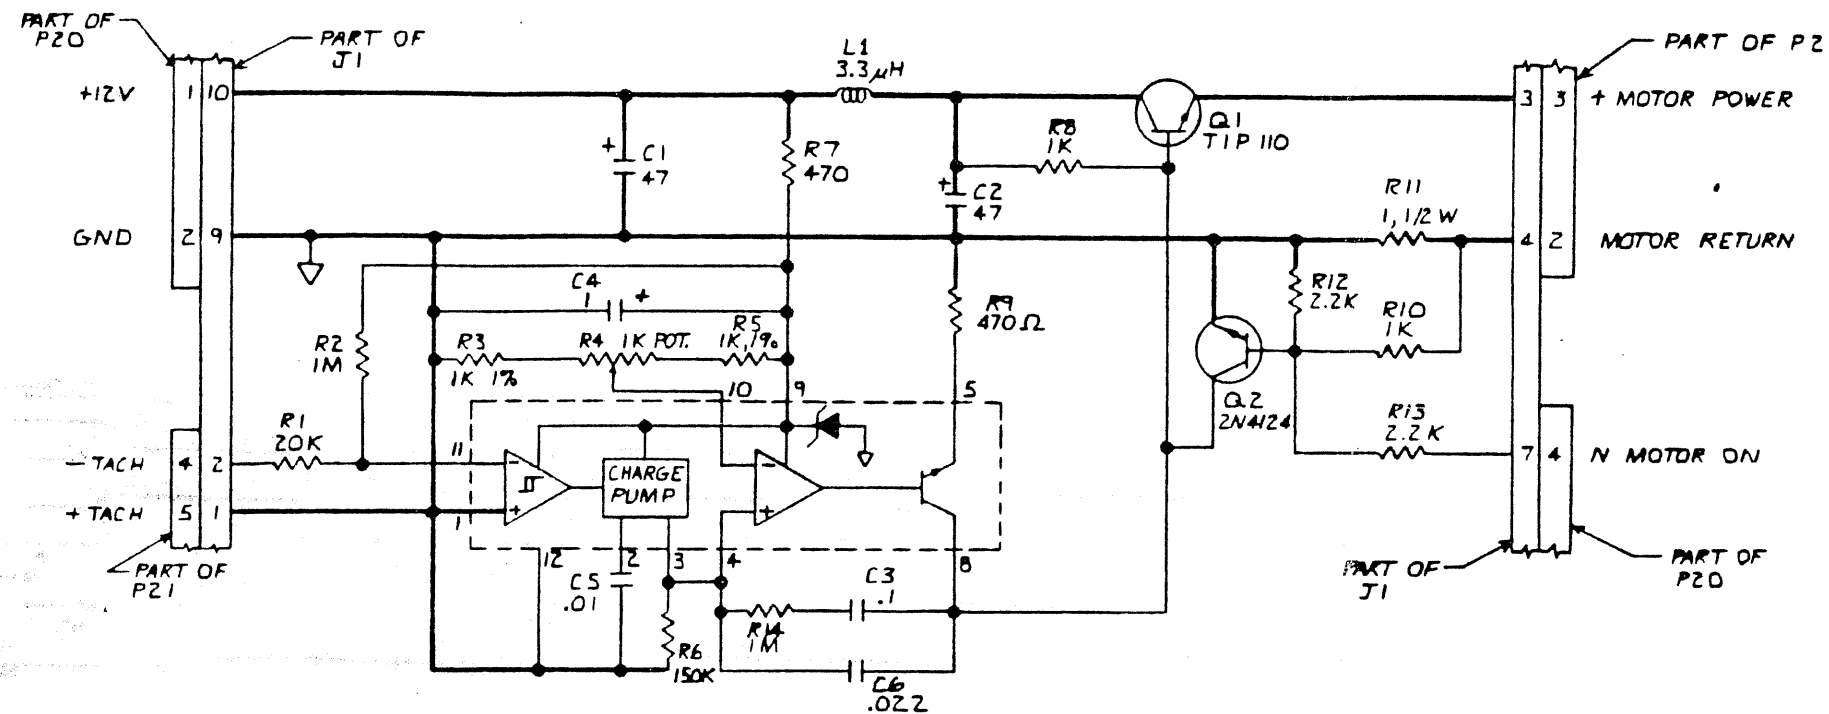 PART OF
P20
PART OF
J1
L1
3.3 µH
PART OF P2
+12V
1
10
3
3
+ MOTOR POWER
Q1
TIP 110
R8
1K
+
C1
47
R7
470
+
C2
47
R11
1, 1/2 W
GND
2
9
4
2
MOTOR RETURN
C4
1
+
R9
470Ω
R12
2.2K
R10
1K
R2
1M
R3
1K 1%
R4
1K POT.
R5
1K, 1%
10
9
5
Q2
2N4124
R1
20K
R13
2.2K
- TACH
4
2
11
-
CHARGE
PUMP
-
7
4
N MOTOR ON
+ TACH
5
1
1
+
+
12
2
3
4
8
PART OF
P21
C5
.01
C3
.1
PART OF
J1
PART OF
P20
R14
1M
R6
150K
C6
.022